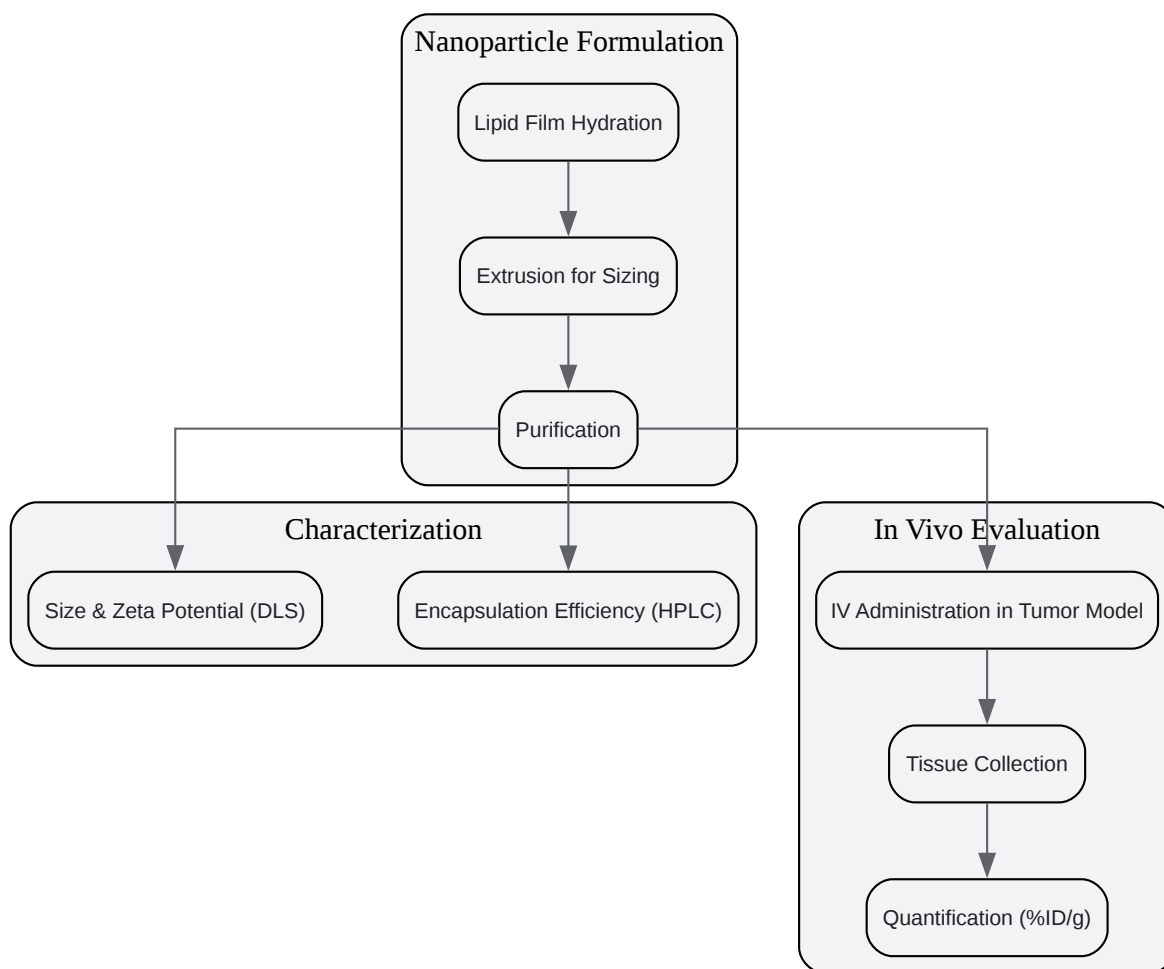 Nanoparticle Formulation
Lipid Film Hydration
Extrusion for Sizing
Purification
Characterization
Size & Zeta Potential (DLS)
Encapsulation Efficiency (HPLC)
In Vivo Evaluation
IV Administration in Tumor Model
Tissue Collection
Quantification (%ID/g)